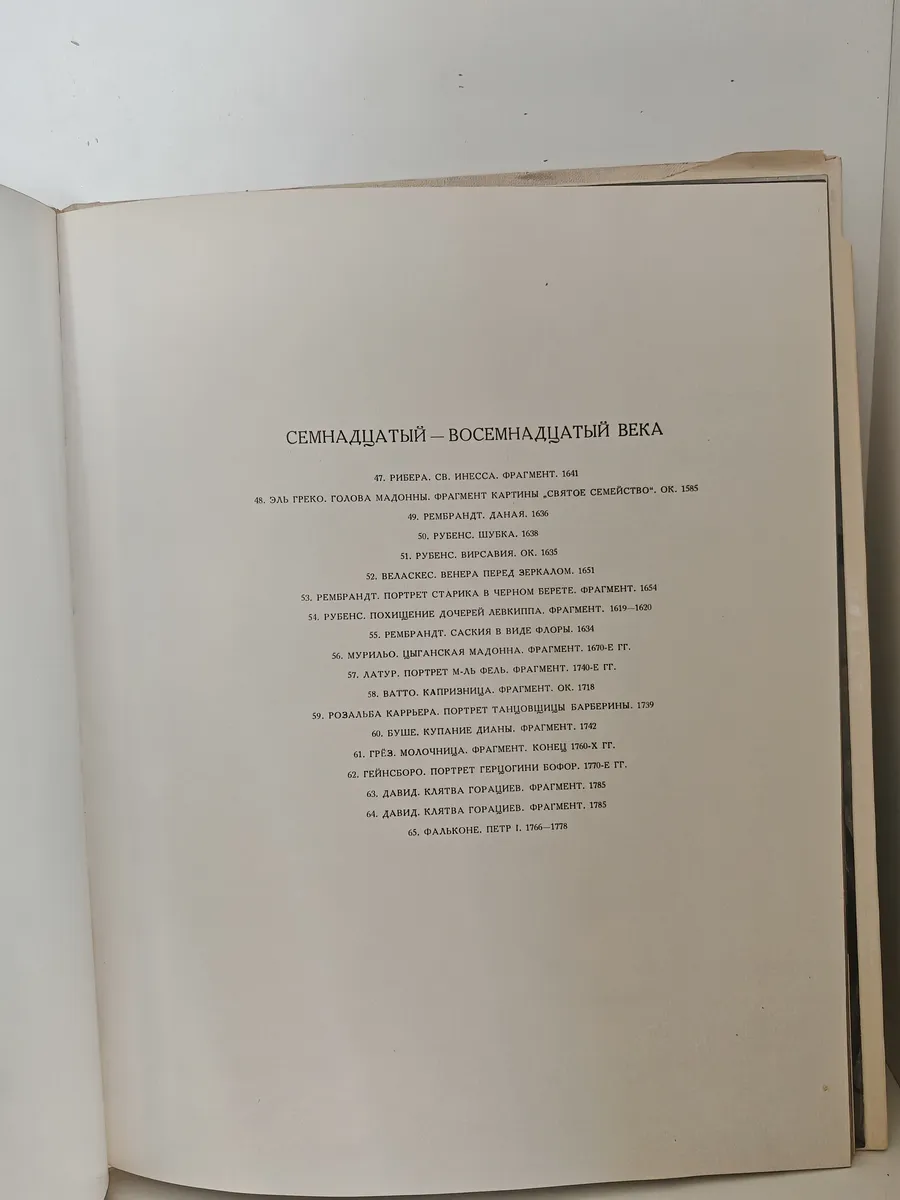 СЕМНАДЦАТЫЙ — ВОСЕМНАДЦАТЫЙ ВЕКА
47. РИБЕРА. СВ. ИНЕССА. ФРАГМЕНТ. 1641
48. ЭЛЬ ГРЕКО. ГОЛОВА МАДОННЫ. ФРАГМЕНТ КАРТИНЫ „СВЯТОЕ СЕМЕЙСТВО“. ОК. 1585
49. РЕМБРАНДТ. ДАНАЯ. 1636
50. РУБЕНС. ШУБКА. 1638
51. РУБЕНС. ВИРСАВИЯ. ОК. 1635
52. ВЕЛАСКЕС. ВЕНЕРА ПЕРЕД ЗЕРКАЛОМ. 1651
53. РЕМБРАНДТ. ПОРТРЕТ СТАРИКА В ЧЕРНОМ БЕРЕТЕ. ФРАГМЕНТ. 1654
54. РУБЕНС. ПОХИЩЕНИЕ ДОЧЕРЕЙ ЛЕВКИППА. ФРАГМЕНТ. 1619—1620
55. РЕМБРАНДТ. САСКИЯ В ВИДЕ ФЛОРЫ. 1634
56. МУРИЛЬО. ЦЫГАНСКАЯ МАДОННА. ФРАГМЕНТ. 1670-Е ГГ.
57. ЛАТУР. ПОРТРЕТ М-ЛЬ ФЕЛЬ. ФРАГМЕНТ. 1740-Е ГГ.
58. ВАТТО. КАПРИЗНИЦА. ФРАГМЕНТ. ОК. 1718
59. РОЗАЛЬБА КАРРЬЕРА. ПОРТРЕТ ТАНЦОВЩИЦЫ БАРБЕРИНЫ. 1739
60. БУШЕ. КУПАНИЕ ДИАНЫ. ФРАГМЕНТ. 1742
61. ГРЁЗ. МОЛОЧНИЦА. ФРАГМЕНТ. КОНЕЦ 1760-Х ГГ.
62. ГЕЙНСБОРО. ПОРТРЕТ ГЕРЦОГИНИ БОФОР. 1770-Е ГГ.
63. ДАВИД. КЛЯТВА ГОРАЦИЕВ. ФРАГМЕНТ. 1785
64. ДАВИД. КЛЯТВА ГОРАЦИЕВ. ФРАГМЕНТ. 1785
65. ФАЛЬКОНЕ. ПЕТР I. 1766—1778